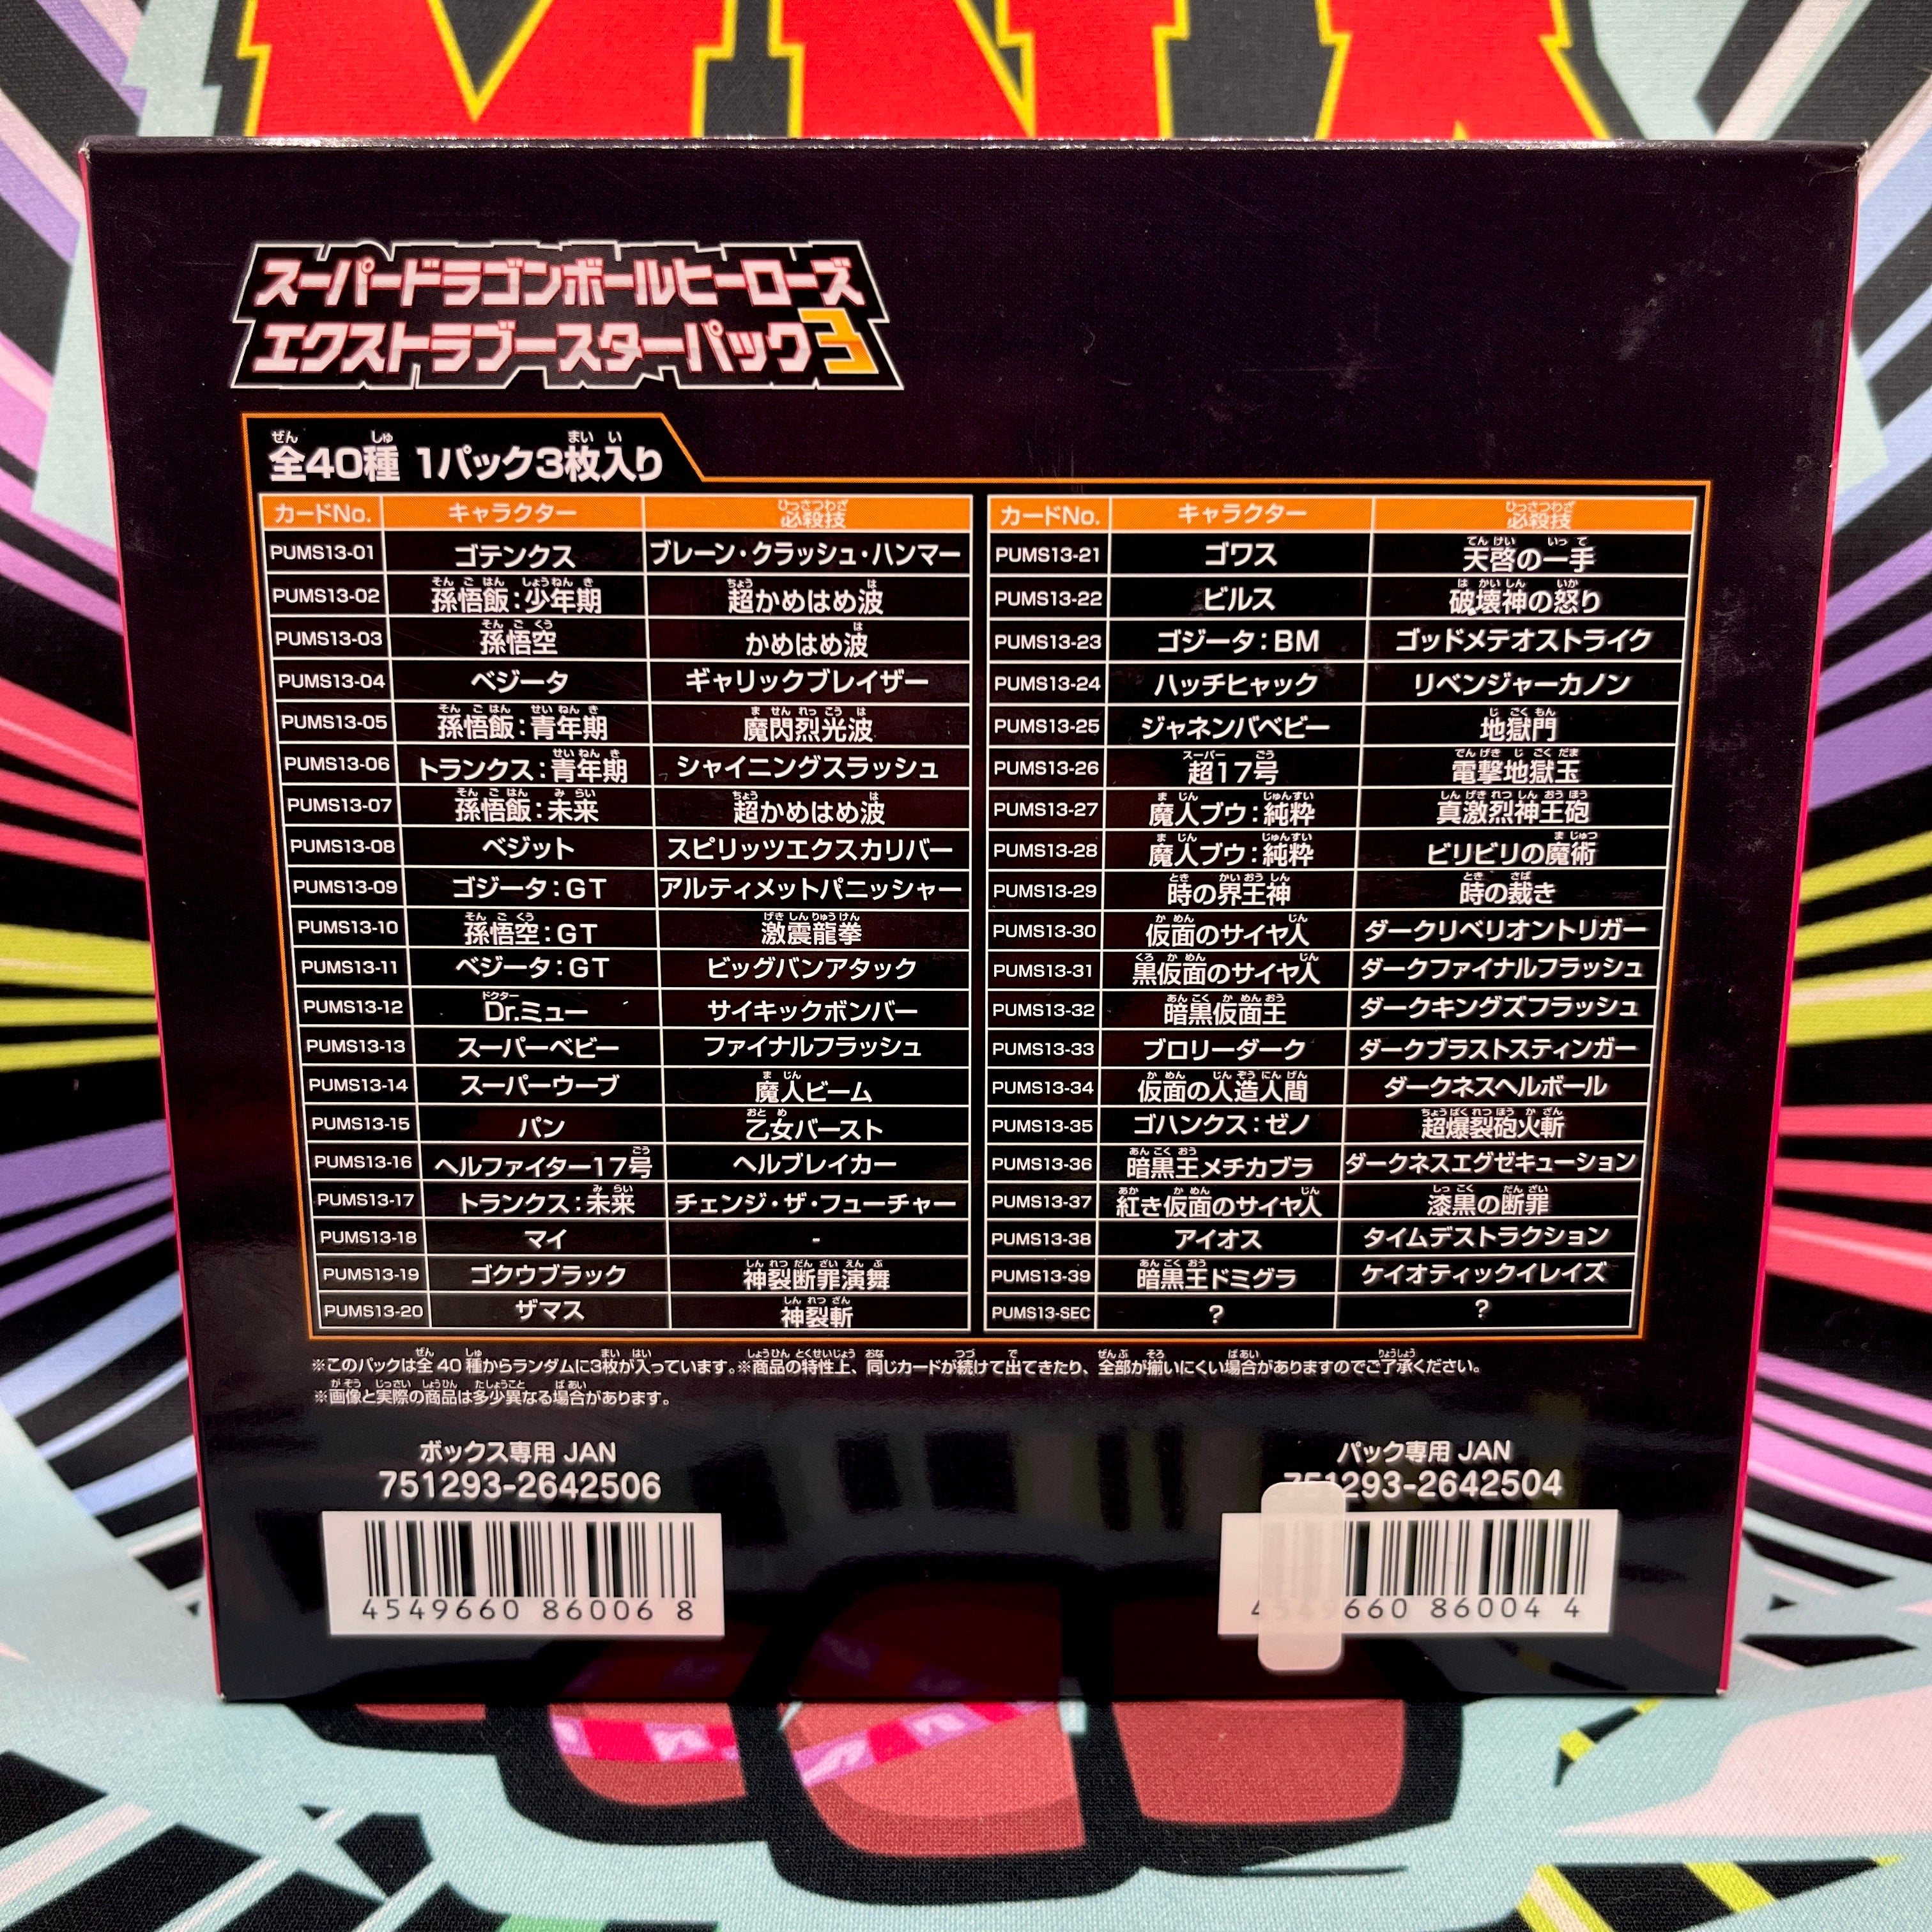 スーパードラゴンボールヒーローズ
エクストラブースターパック3
全40種 1パック3枚入り
カードNo. キャラクター 必殺技
PUMS13-01 ゴテンクス ブレーン・クラッシュ・ハンマー
PUMS13-02 孫悟飯:少年期 超かめはめ波
PUMS13-03 孫悟空 かめはめ波
PUMS13-04 ベジータ ギャリックブレイザー
PUMS13-05 孫悟飯:青年期 魔閃烈光波
PUMS13-06 トランクス:青年期 シャイニングスラッシュ
PUMS13-07 孫悟飯:未来 超かめはめ波
PUMS13-08 ベジット スピリッツエクスカリバー
PUMS13-09 ゴジータ:GT アルティメットパニッシャー
PUMS13-10 孫悟空:GT 激震龍拳
PUMS13-11 ベジータ:GT ビッグバンアタック
PUMS13-12 Dr.ミュー サイキックボンバー
PUMS13-13 スーパーベビー ファイナルフラッシュ
PUMS13-14 スーパーウーブ 魔人ビーム
PUMS13-15 パン 乙女バースト
PUMS13-16 ヘルファイター17号 ヘルブレイカー
PUMS13-17 トランクス:未来 チェンジ・ザ・フューチャー
PUMS13-18 マイ -
PUMS13-19 ゴクウブラック 神裂断罪演舞
PUMS13-20 ザマス 神裂斬
カードNo. キャラクター 必殺技
PUMS13-21 ゴワス 天啓の一手
PUMS13-22 ビルス 破壊神の怒り
PUMS13-23 ゴジータ:BM ゴッドメテオストライク
PUMS13-24 ハッチヒャック リベンジャーカノン
PUMS13-25 ジャネンバベビー 地獄門
PUMS13-26 超17号 電撃地獄玉
PUMS13-27 魔人ブウ:純粋 真激烈神王砲
PUMS13-28 魔人ブウ:純粋 ビリビリの魔術
PUMS13-29 時の界王神 時の裁き
PUMS13-30 仮面のサイヤ人 ダークリベリオントリガー
PUMS13-31 黒仮面のサイヤ人 ダークファイナルフラッシュ
PUMS13-32 暗黒仮面王 ダークキングズフラッシュ
PUMS13-33 ブロリーダーク ダークブラストスティンガー
PUMS13-34 仮面の人造人間 ダークネスヘルボール
PUMS13-35 ゴハンクス:ゼノ 超爆裂砲火斬
PUMS13-36 暗黒王メチカブラ ダークネスエグゼキューション
PUMS13-37 紅き仮面のサイヤ人 漆黒の断罪
PUMS13-38 アイオス タイムデストラクション
PUMS13-39 暗黒王ドミグラ ケイオティックイレイズ
PUMS13-SEC ? ?
※このパックは全40種からランダムに3枚が入っています。※商品の特性上、同じカードが続けて出てきたり、全部が揃いにくい場合がありますのでご了承ください。
※画像と実際の商品は多少異なる場合があります。
ボックス専用 JAN
751293-2642506
4549660 86006 8
パック専用 JAN
751293-2642504
4549660 86004 4